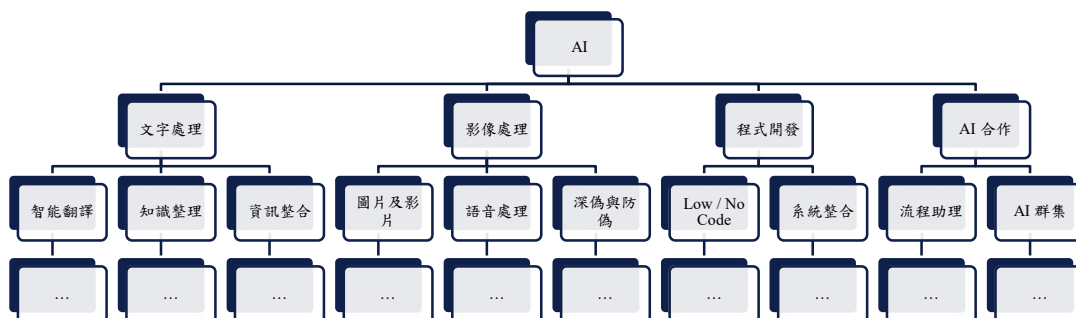 AI
文字處理
影像處理
程式開發
AI 合作
智能翻譯
知識整理
資訊整合
圖片及影
片
語音處理
深偽與防
偽
Low / No
Code
系統整合
流程助理
AI 群集
…
…
…
…
…
…
…
…
…
…